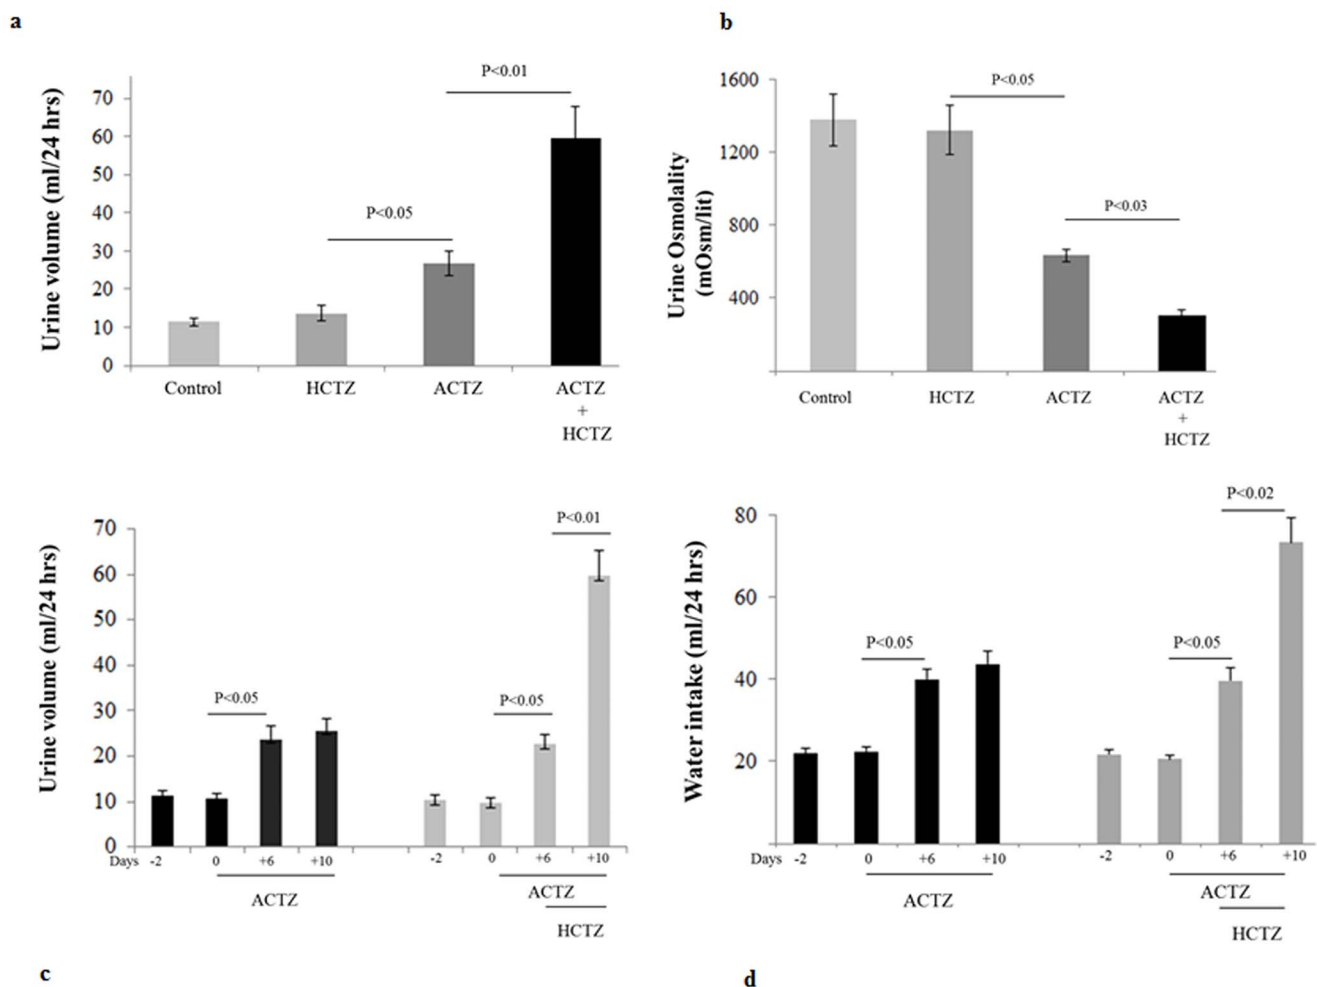 a
Urine volume (ml/24 hrs)
70
60
50
40
30
20
10
0
P<0.05
P<0.01
Control
HCTZ
ACTZ
ACTZ
+
HCTZ
b
Urine Osmolality
(mOsm/lit)
1600
1200
800
400
P<0.05
P<0.03
Control
HCTZ
ACTZ
ACTZ
+
HCTZ
Urine volume (ml/24 hrs)
70
60
50
40
30
20
10
0
P<0.05
P<0.05
P<0.01
Days -2 0 +6 +10 -2 0 +6 +10
ACTZ
ACTZ
HCTZ
c
Water intake (ml/24 hrs)
80
60
40
20
P<0.05
P<0.05
P<0.02
Days -2 0 +6 +10 -2 0 +6 +10
ACTZ
ACTZ
HCTZ
d